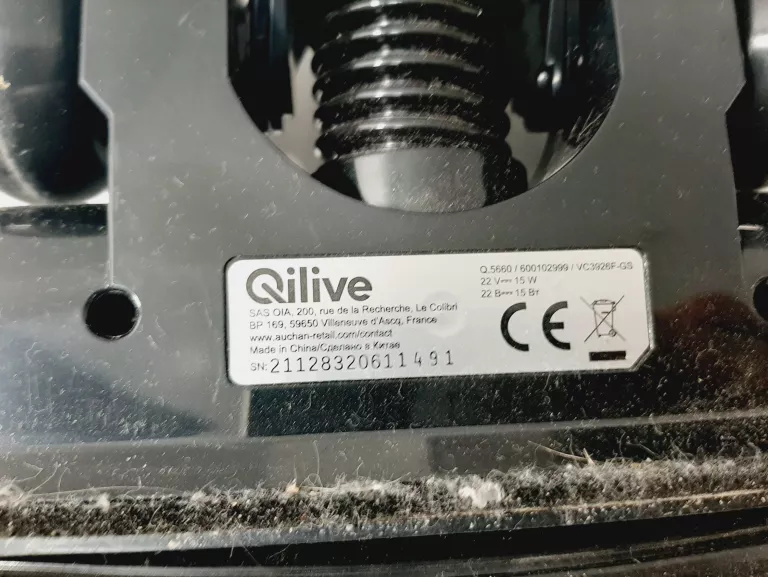 Qilive
SAS QIA, 200, rue de la Recherche, Le Colibri
BP 169, 59650 Villeneuve d'Ascq, France
www.auchan-retail.com/contact
Made in China/Сделано в Китае
SN: 21128320611491
Q.5660 / 600102999 / VC3926F-GS
22 V⎓ 15 W
22 В⎓ 15 Вт
CE